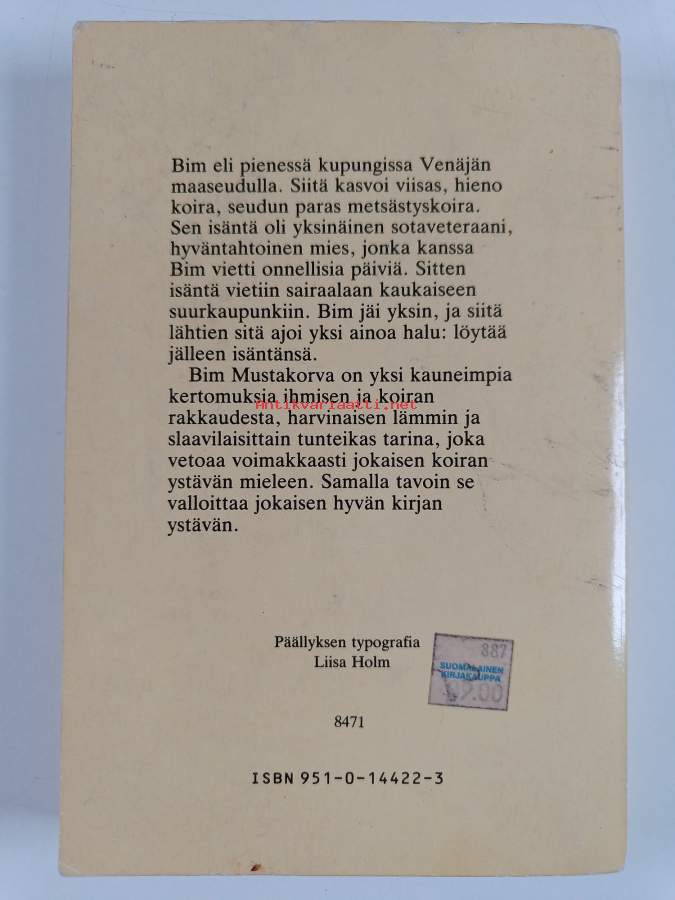 Bim eli pienessä kupungissa Venäjän
maaseudulla. Siitä kasvoi viisas, hieno
koira, seudun paras metsästyskoira.
Sen isäntä oli yksinäinen sotaveteraani,
hyväntahtoinen mies, jonka kanssa
Bim vietti onnellisia päiviä. Sitten
isäntä vietiin sairaalaan kaukaiseen
suurkaupunkiin. Bim jäi yksin, ja siitä
lähtien sitä ajoi yksi ainoa halu: löytää
jälleen isäntänsä.
Bim Mustakorva on yksi kauneimpia
kertomuksia ihmisen ja koiran
Antikvariaatti.net
rakkaudesta, harvinaisen lämmin ja
slaavilaisittain tunteikas tarina, joka
vetoaa voimakkaasti jokaisen koiran
ystävän mieleen. Samalla tavoin se
valloittaa jokaisen hyvän kirjan
ystävän.
Päällyksen typografia
Liisa Holm
887
SUOMALAINEN
KIRJAKAUPPA
8471
ISBN 951-0-14422-3